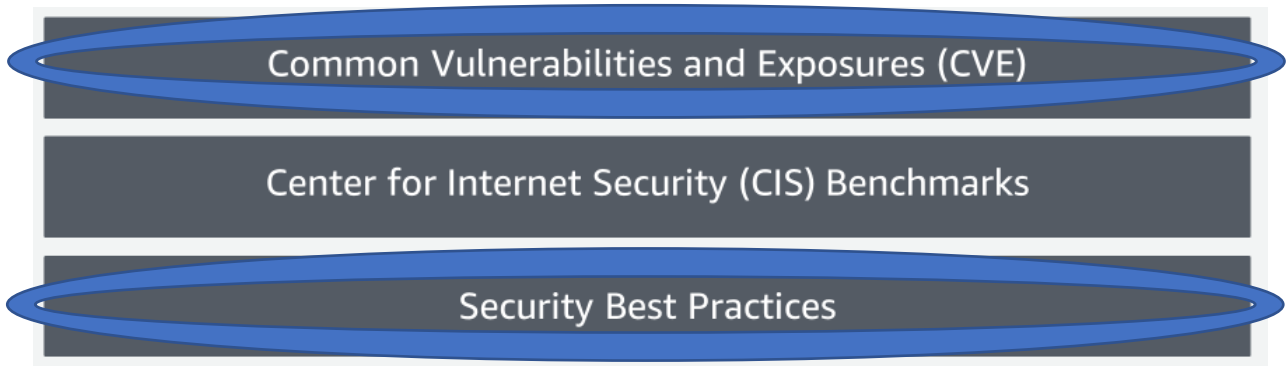 Common Vulnerabilities and Exposures (CVE)
Center for Internet Security (CIS) Benchmarks
Security Best Practices